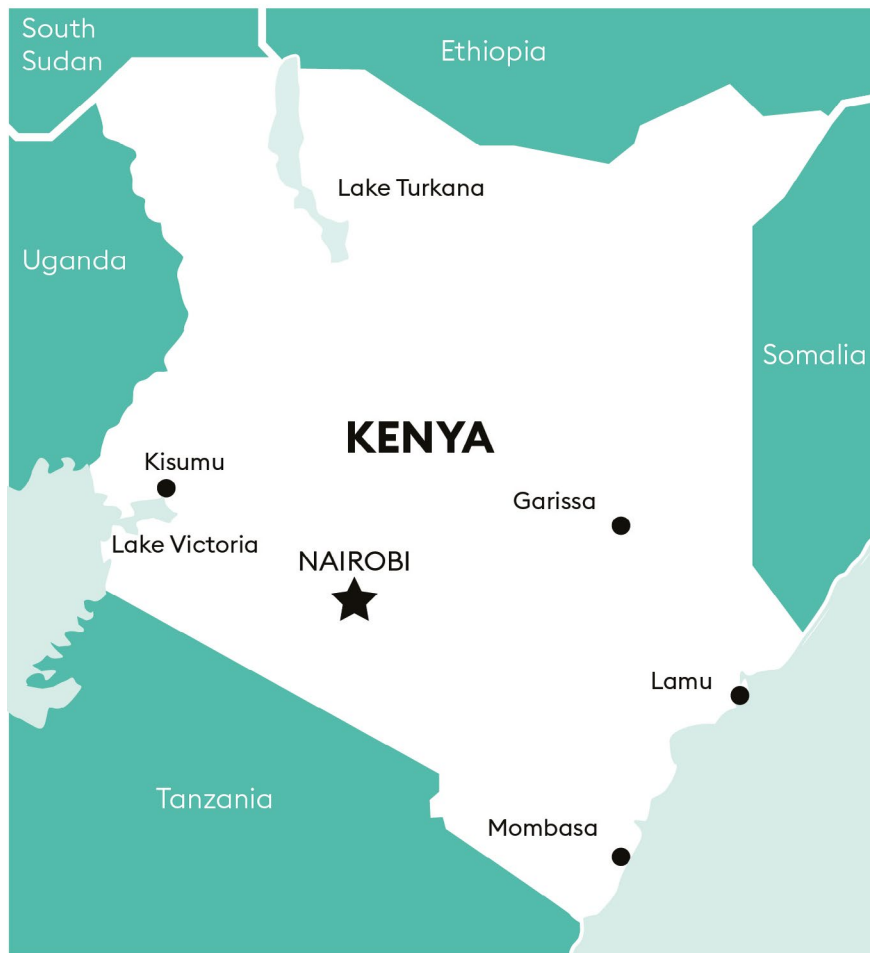 South
Sudan
Ethiopia
Lake Turkana
Uganda
Somalia
KENYA
Kisumu
Garissa
Lake Victoria
NAIROBI
Lamu
Tanzania
Mombasa